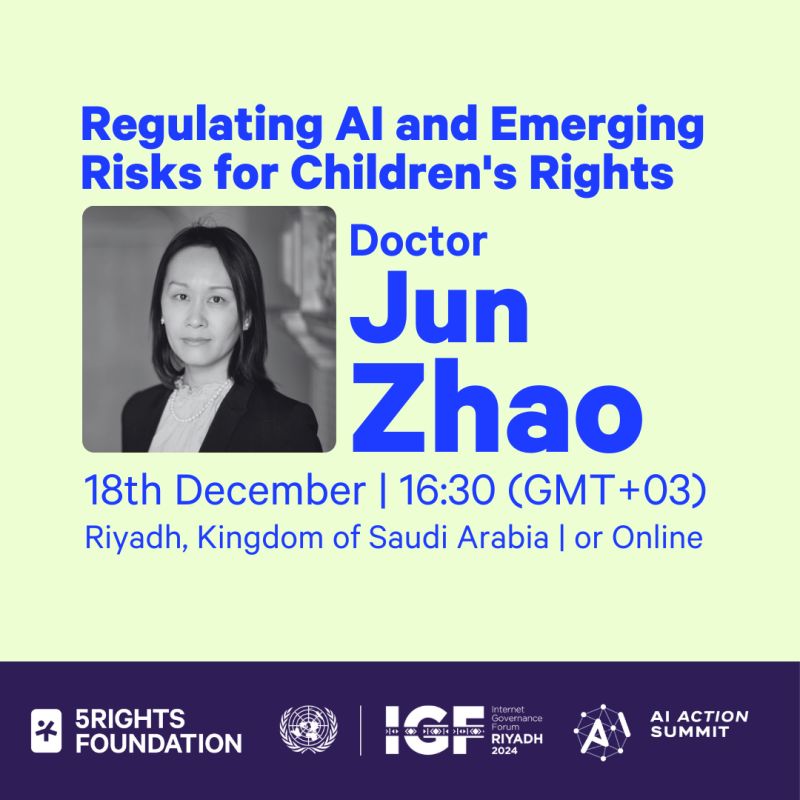 Regulating AI and Emerging
Risks for Children's Rights
Doctor
Jun
Zhao
18th December | 16:30 (GMT+03)
Riyadh, Kingdom of Saudi Arabia | or Online
5RIGHTS
FOUNDATION
IGF
Internet
Governance
Forum
RIYADH
2024
AI
AI ACTION
SUMMIT